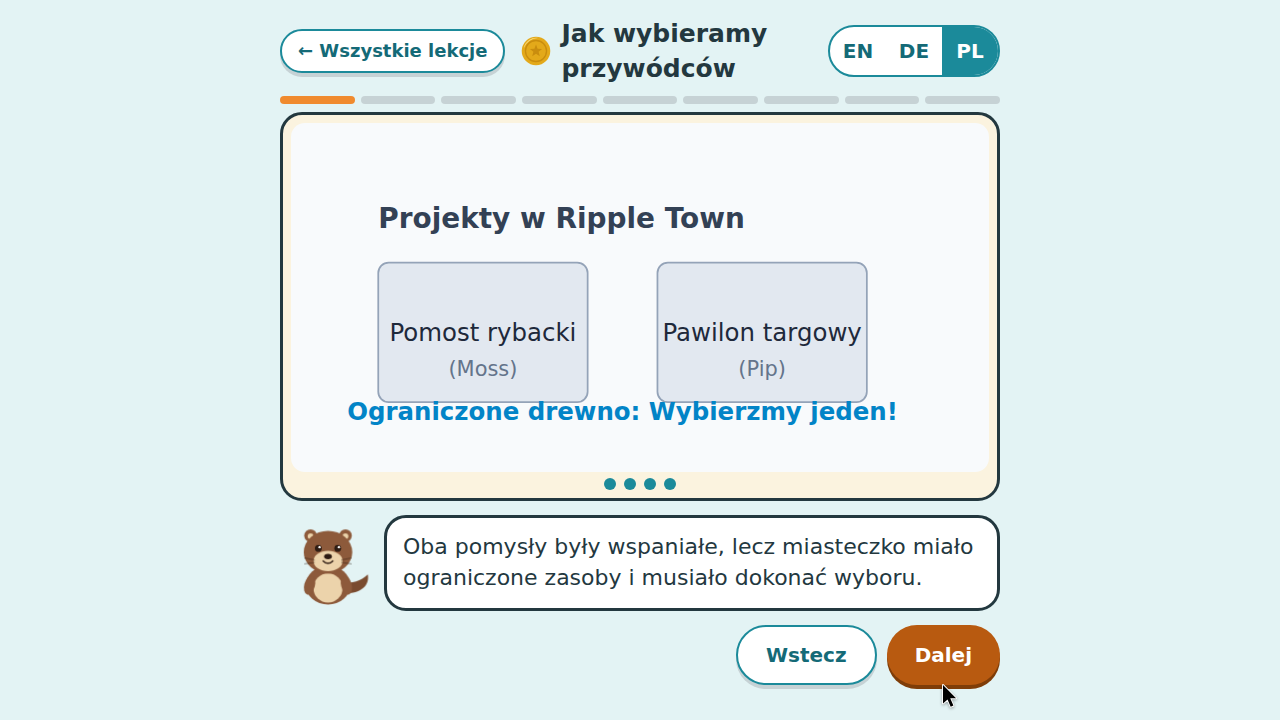 ← Wszystkie lekcje
Jak wybieramy
przywódców
EN DE PL
Projekty w Ripple Town
Pomost rybacki
(Moss)
Pawilon targowy
(Pip)
Ograniczone drewno: Wybierzmy jeden!
Oba pomysły były wspaniałe, lecz miasteczko miało
ograniczone zasoby i musiało dokonać wyboru.
Wstecz
Dalej